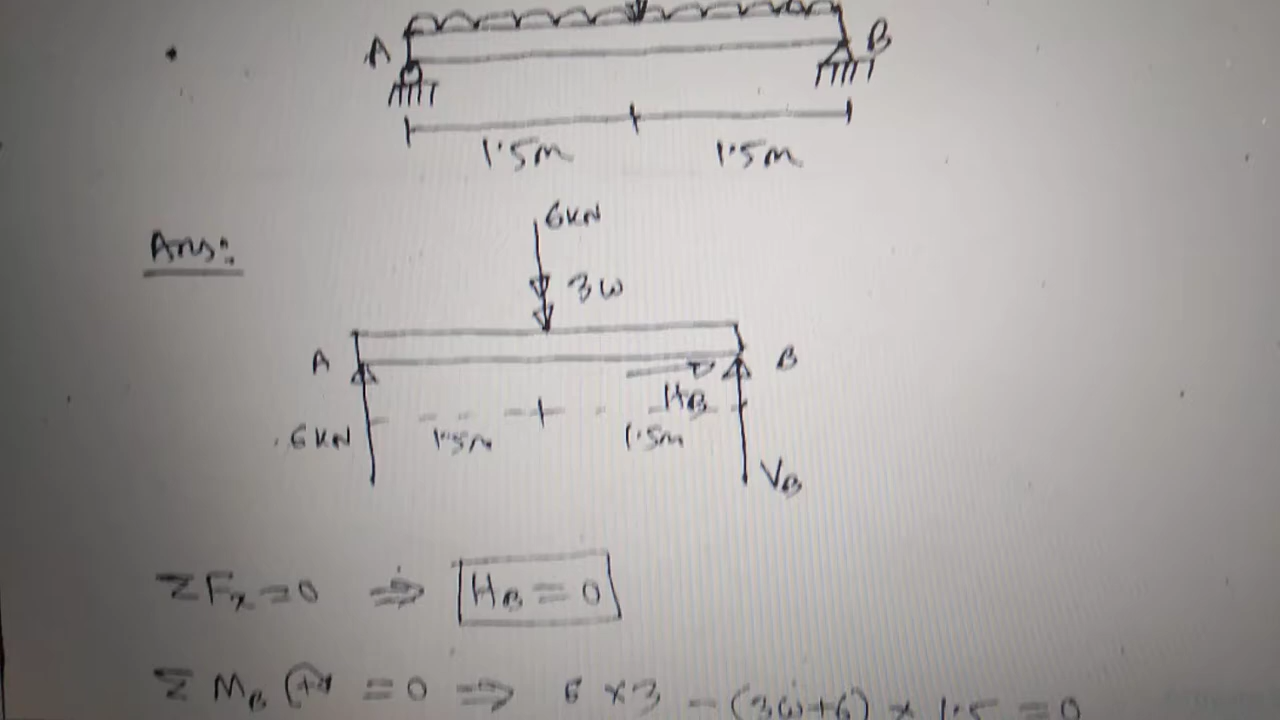 A B
1.5m 1.5m
Ans:
6kN
3w
A B
HB
6kN 1.5m 1.5m
VB
ΣFx=0 ⇒ HB=0
ΣMB (+ =0 ⇒ 6×3 -(3w+6)×1.5=0